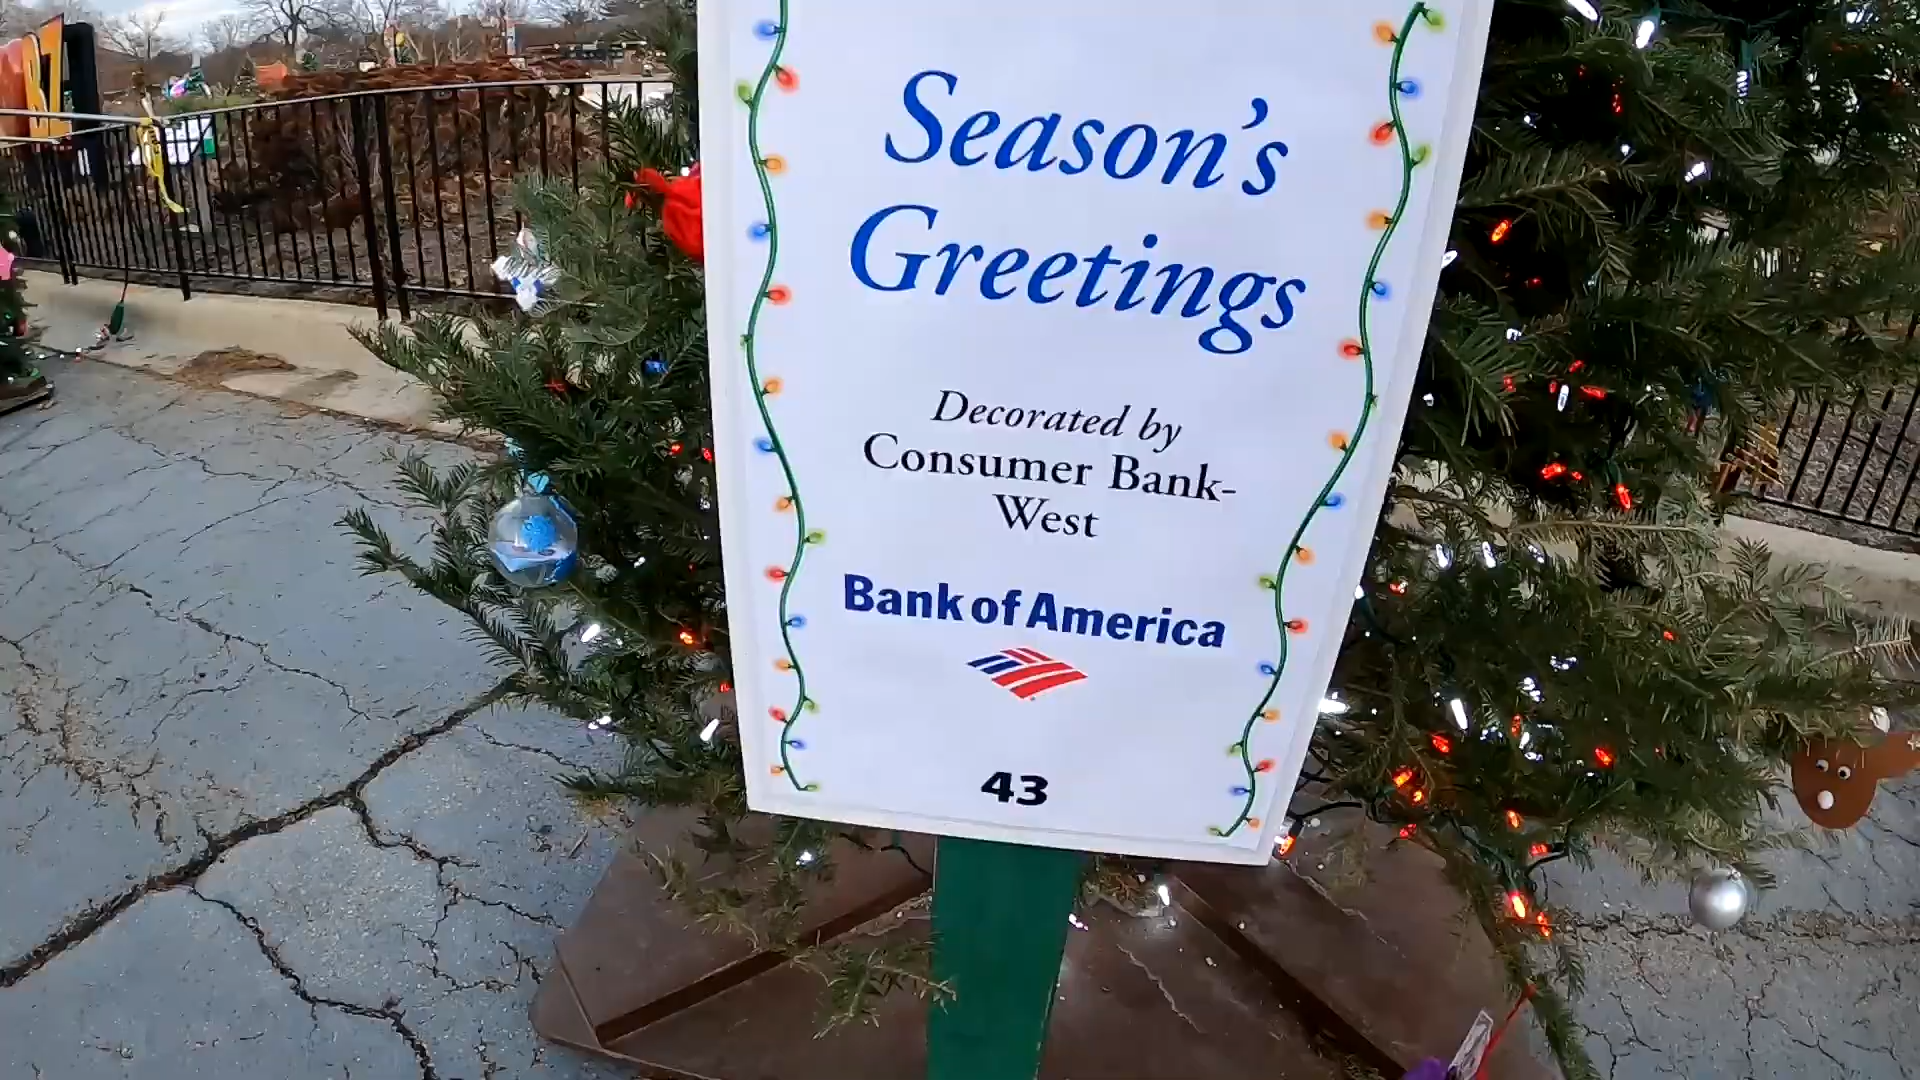 Season's
Greetings
Decorated by
Consumer Bank-
West
Bank of America
43